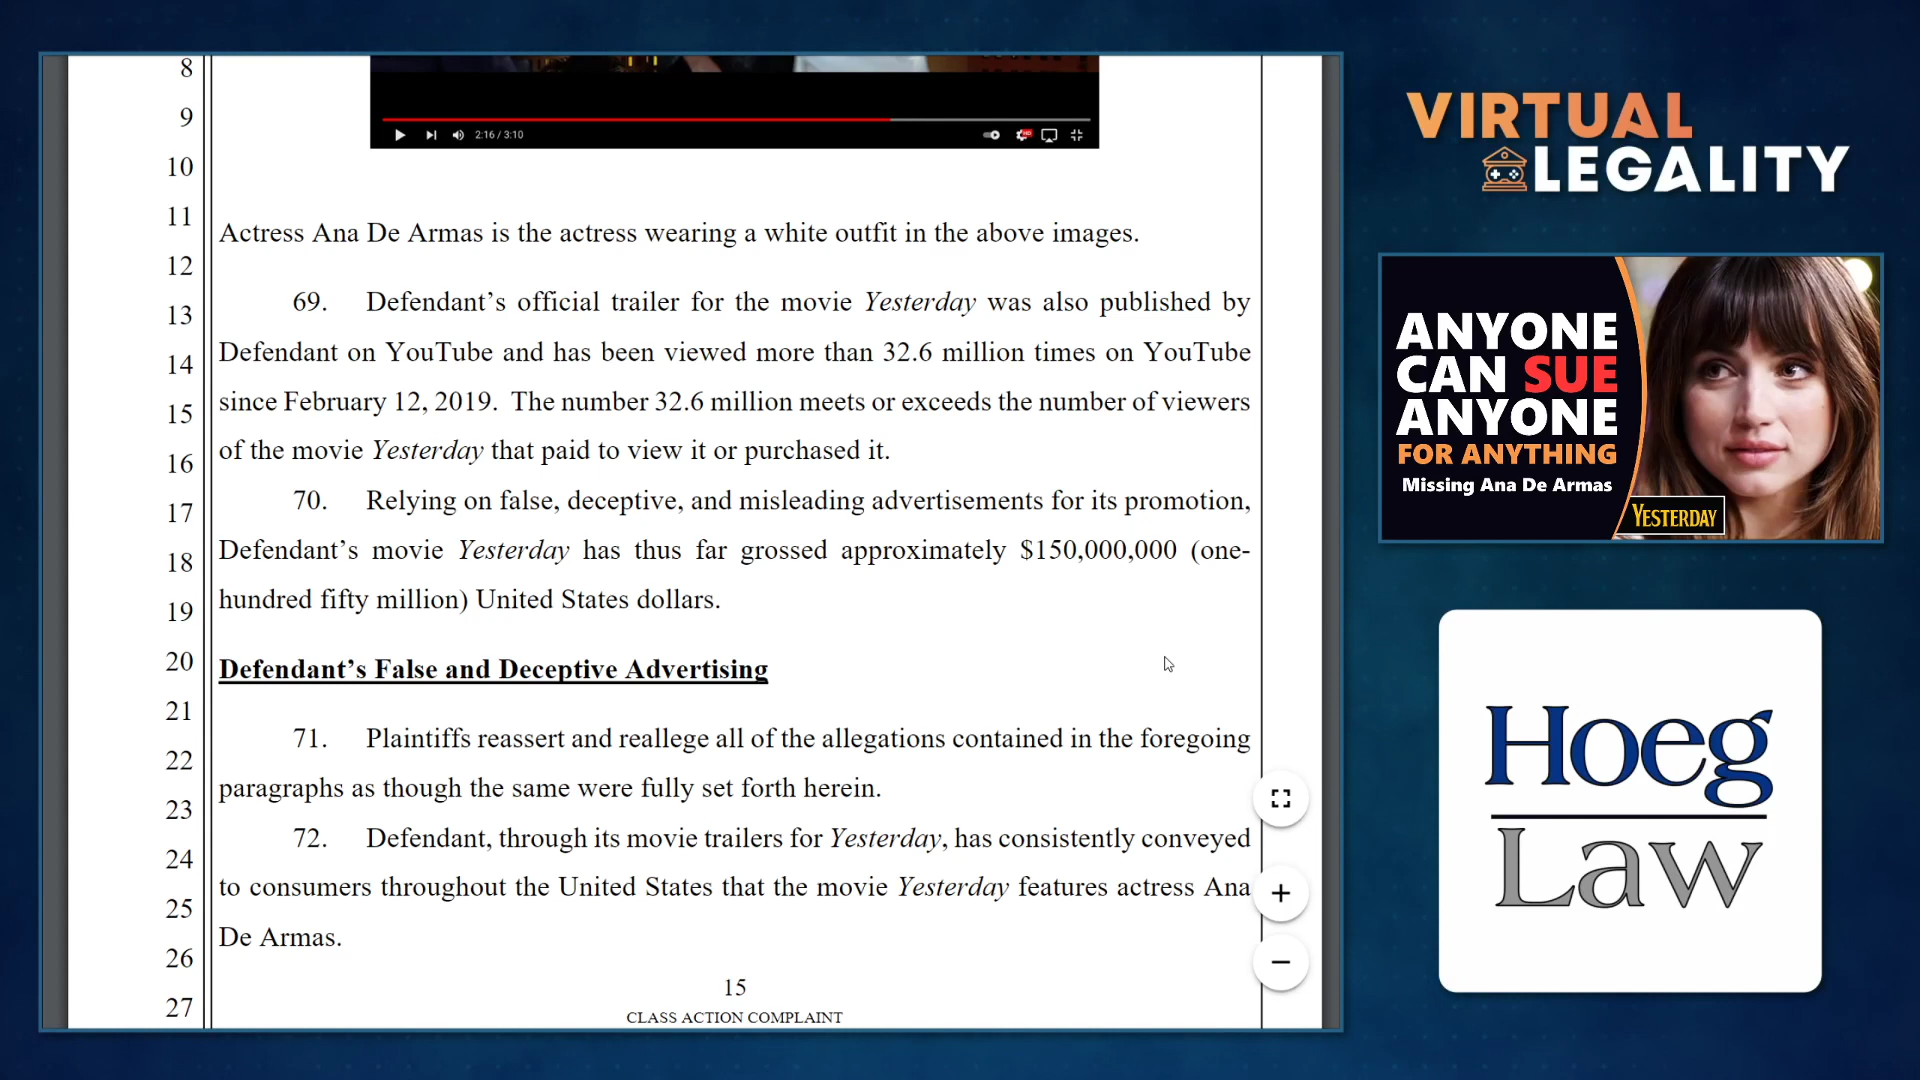 8
9
2:16 / 3:10
10
11
Actress Ana De Armas is the actress wearing a white outfit in the above images.
12
69. Defendant’s official trailer for the movie Yesterday was also published by
13
Defendant on YouTube and has been viewed more than 32.6 million times on YouTube
14
since February 12, 2019.  The number 32.6 million meets or exceeds the number of viewers
15
of the movie Yesterday that paid to view it or purchased it.
16
70. Relying on false, deceptive, and misleading advertisements for its promotion,
17
Defendant’s movie Yesterday has thus far grossed approximately $150,000,000 (one-
18
hundred fifty million) United States dollars.
19
20
Defendant’s False and Deceptive Advertising
21
71. Plaintiffs reassert and reallege all of the allegations contained in the foregoing
22
paragraphs as though the same were fully set forth herein.
23
72. Defendant, through its movie trailers for Yesterday, has consistently conveyed
24
to consumers throughout the United States that the movie Yesterday features actress Ana
25
De Armas.
26
15
27
CLASS ACTION COMPLAINT
VIRTUAL
LEGALITY
ANYONE
CAN SUE
ANYONE
FOR ANYTHING
Missing Ana De Armas
YESTERDAY
Hoeg
Law